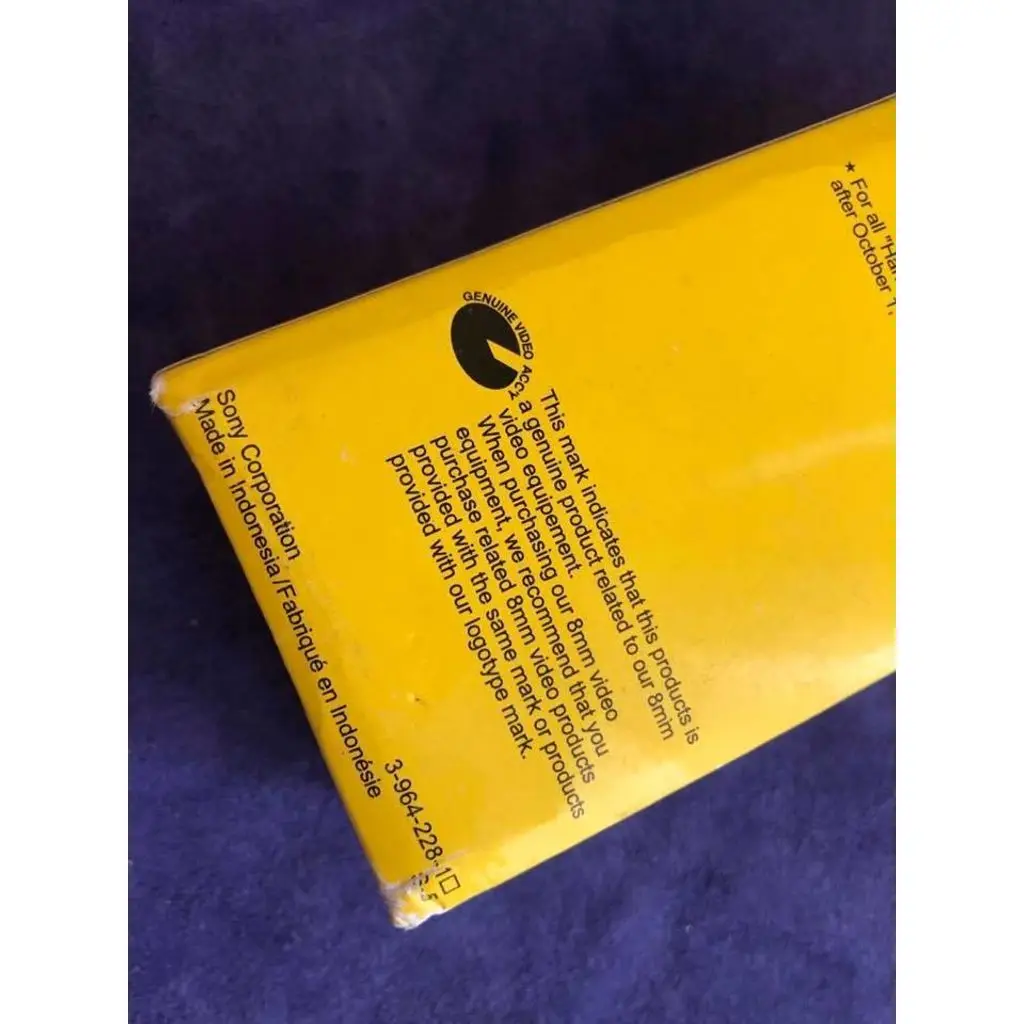 ★ For all "Han
after October 1,
GENUINE VIDEO ACC
This mark indicates that this products is
a genuine product related to our 8mm
video equipement.
When purchasing our 8mm video
equipment, we recommend that you
purchase related 8mm video products
provided with the same mark or products
provided with our logotype mark.
Sony Corporation
Made in Indonesia/Fabriqué en Indonésie
3-964-228-1□